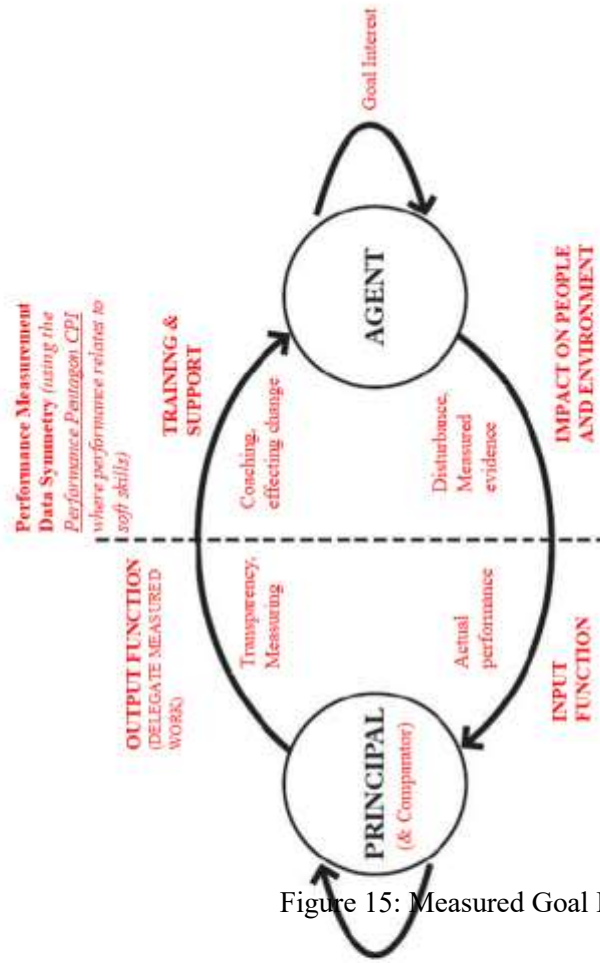 Performance Measurement
Data Symmetry (using the
Performance Pentagon CPI
where performance relates to
soft skills)
OUTPUT FUNCTION
(DELEGATE MEASURED
WORK)
TRAINING &
SUPPORT
Transparency,
Measuring
Coaching,
effecting change
PRINCIPAL
(& Comparator)
AGENT
Goal Interest
Actual
performance
Disturbance,
Measured
evidence
INPUT
FUNCTION
IMPACT ON PEOPLE
AND ENVIRONMENT
Figure 15: Measured Goal